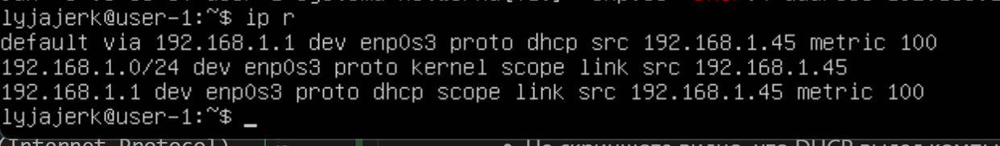 lyjajerk@user-1:~$ ip r
default via 192.168.1.1 dev enp0s3 proto dhcp src 192.168.1.45 metric 100
192.168.1.0/24 dev enp0s3 proto kernel scope link src 192.168.1.45
192.168.1.1 dev enp0s3 proto dhcp scope link src 192.168.1.45 metric 100
lyjajerk@user-1:~$ _
(Internet Protocol)